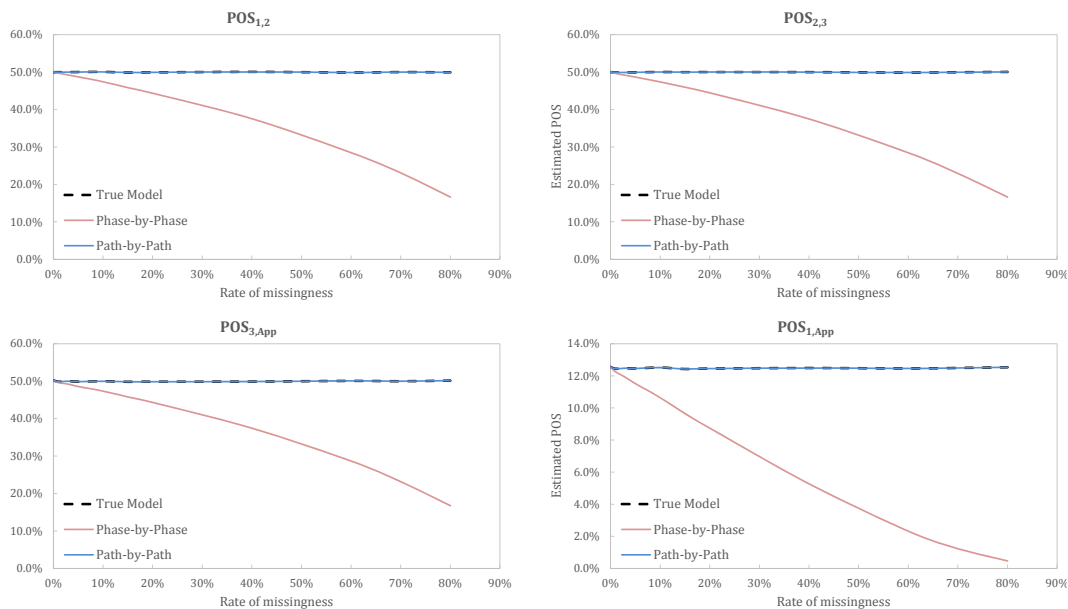 POS1,2
60.0%
50.0%
40.0%
30.0%
20.0%
10.0%
0.0%
True Model
Phase-by-Phase
Path-by-Path
0% 10% 20% 30% 40% 50% 60% 70% 80% 90%
Rate of missingness
POS2,3
Estimated POS
60.0%
50.0%
40.0%
30.0%
20.0%
10.0%
0.0%
True Model
Phase-by-Phase
Path-by-Path
0% 10% 20% 30% 40% 50% 60% 70% 80% 90%
Rate of missingness
POS3,App
60.0%
50.0%
40.0%
30.0%
20.0%
10.0%
0.0%
True Model
Phase-by-Phase
Path-by-Path
0% 10% 20% 30% 40% 50% 60% 70% 80% 90%
Rate of missingness
POS1,App
Estimated POS
14.0%
12.0%
10.0%
8.0%
6.0%
4.0%
2.0%
0.0%
True Model
Phase-by-Phase
Path-by-Path
0% 10% 20% 30% 40% 50% 60% 70% 80% 90%
Rate of missingness